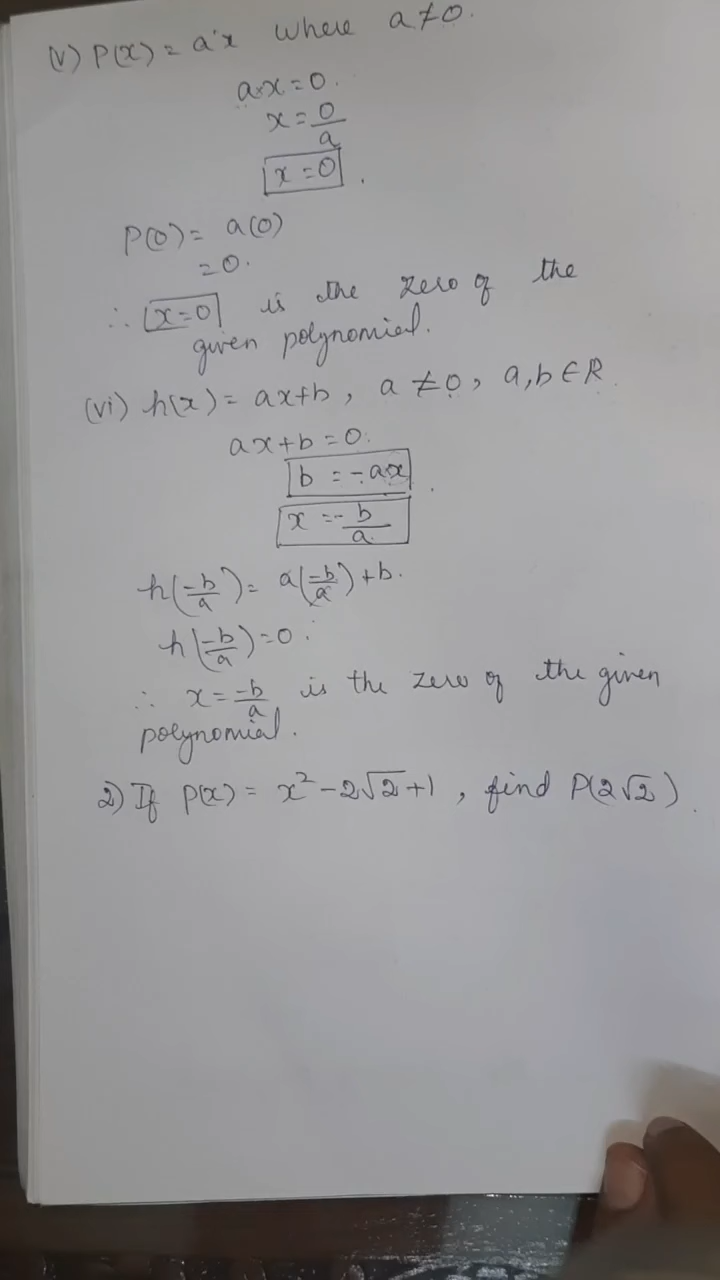 (v) P(x) = a·x where a≠0.
a·x = 0.
x = 0/a
x = 0.
P(0) = a(0)
= 0.
∴ x=0 is the zero of the
given polynomial.
(vi) h(x) = ax+b, a ≠ 0, a,b ∈ R.
ax+b = 0.
b = -ax.
x = -b/a
h(-b/a) = a(-b/a)+b.
h(-b/a) = 0.
∴ x = -b/a is the zero of the given
polynomial.
2) If P(x) = x²-2√2+1, find P(2√2).